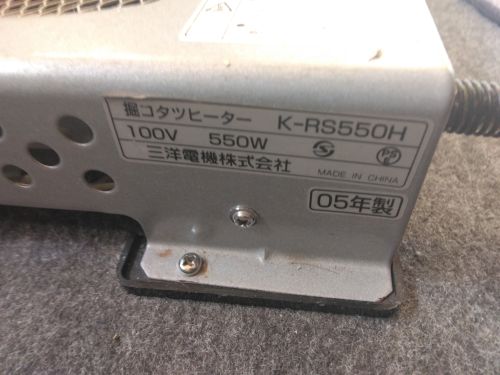 掘コタツヒーター K-RS550H
100V 550W
三洋電機株式会社
MADE IN CHINA
05年製